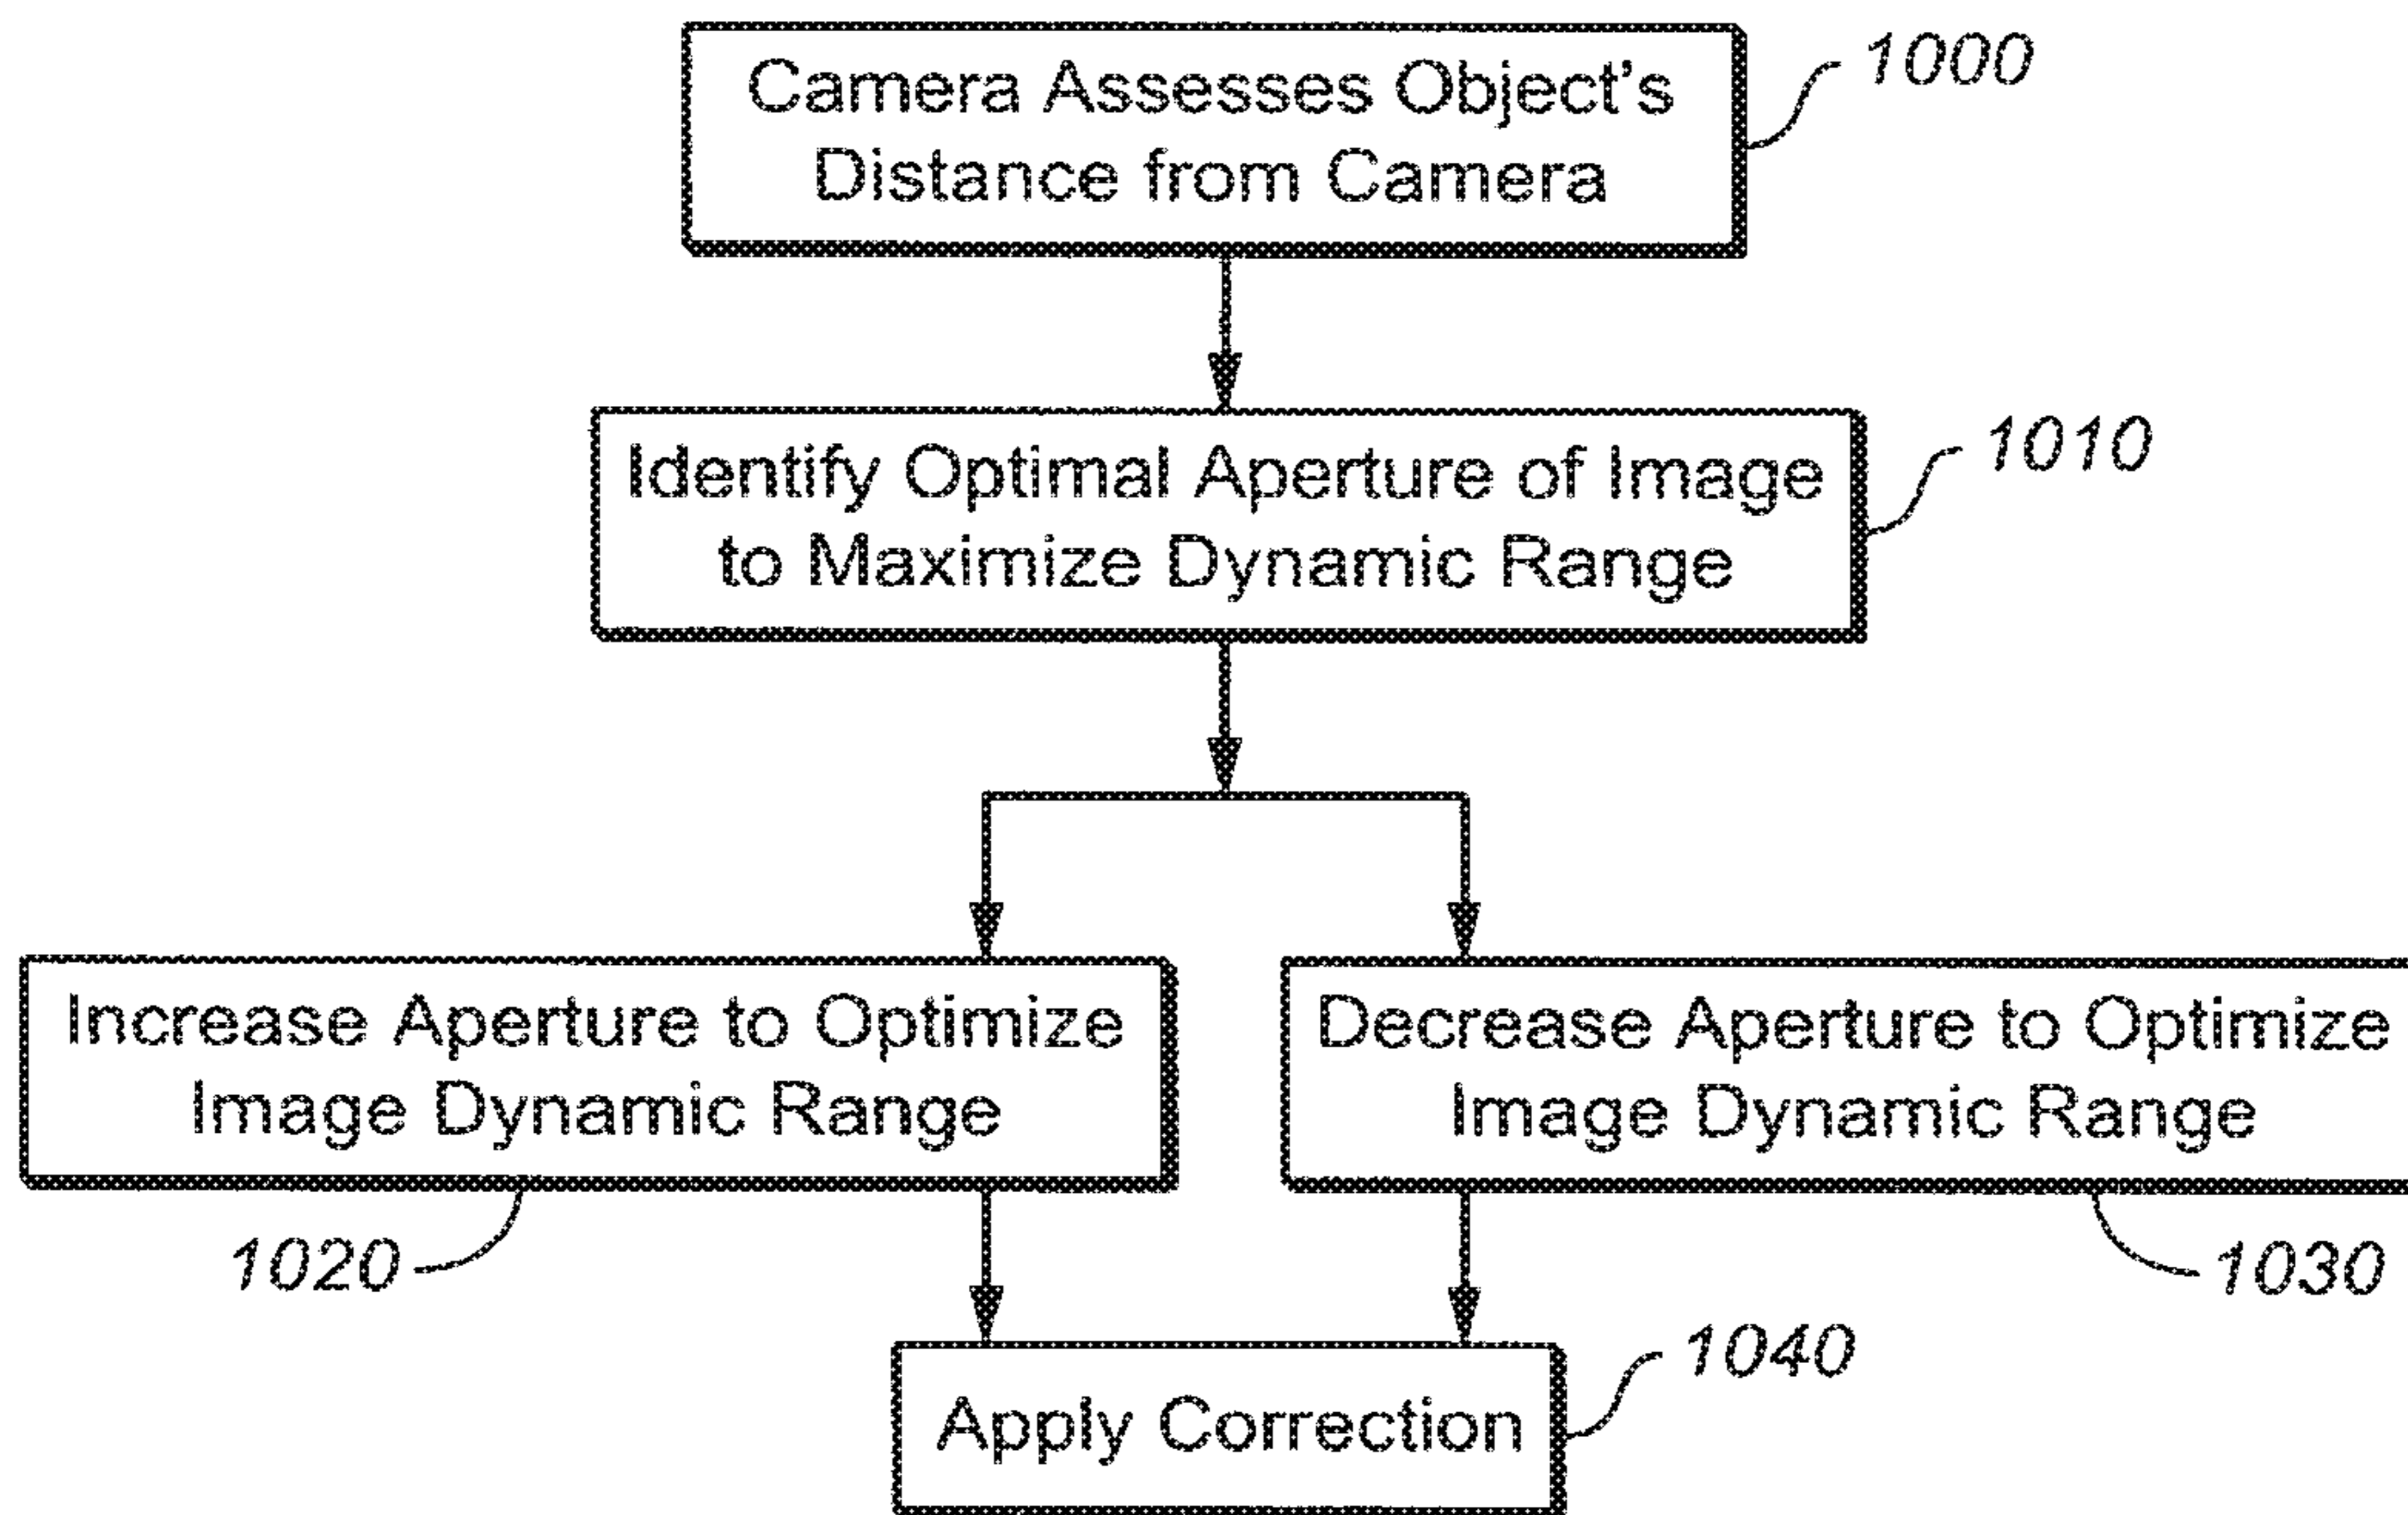 Camera Assesses Object's
Distance from Camera
1000
Identify Optimal Aperture of Image
to Maximize Dynamic Range
1010
Increase Aperture to Optimize
Image Dynamic Range
1020
Decrease Aperture to Optimize
Image Dynamic Range
1030
Apply Correction
1040